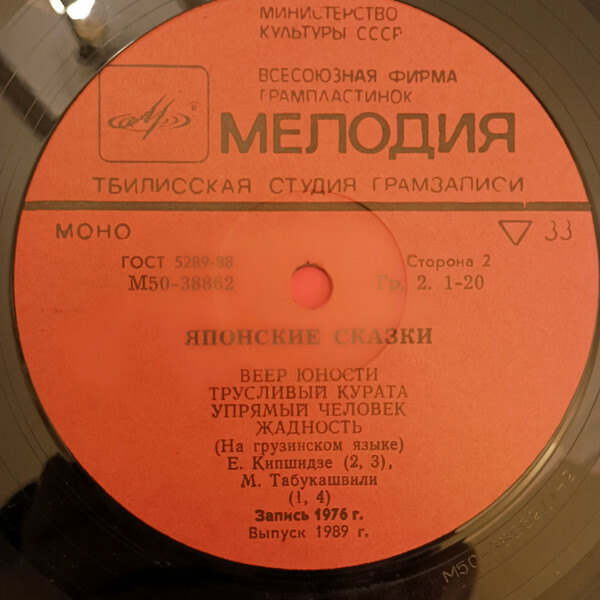 МИНИСТЕРСТВО
КУЛЬТУРЫ СССР
ВСЕСОЮЗНАЯ ФИРМА
ГРАМПЛАСТИНОК
МЕЛОДИЯ
ТБИЛИССКАЯ СТУДИЯ ГРАМЗАПИСИ
МОНО
33
ГОСТ 5289-88
Сторона 2
М50-38862
Гр. 2. 1-20
ЯПОНСКИЕ СКАЗКИ
ВЕЕР ЮНОСТИ
ТРУСЛИВЫЙ КУРАТА
УПРЯМЫЙ ЧЕЛОВЕК
ЖАДНОСТЬ
(На грузинском языке)
Е. Кипшидзе (2, 3),
М. Табукашвили
(1, 4)
Запись 1976 г.
Выпуск 1989 г.